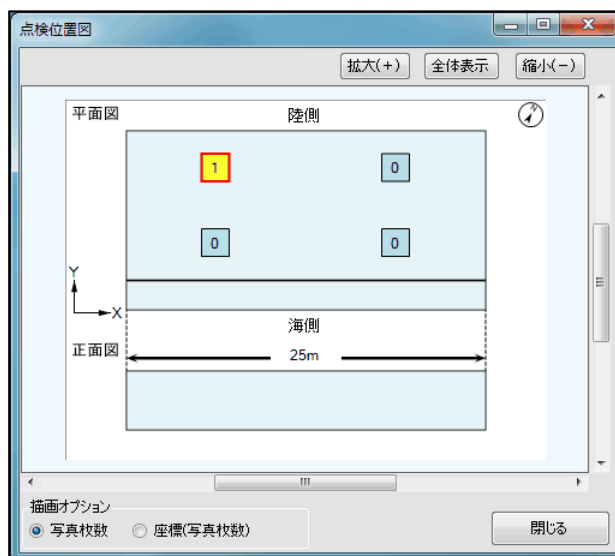 点検位置図
拡大(+) 全体表示 縮小(-)
平面図 陸側 N
1 0
0 0
Y
X
海側
正面図 25m
描画オプション
写真枚数 座標(写真枚数) 閉じる